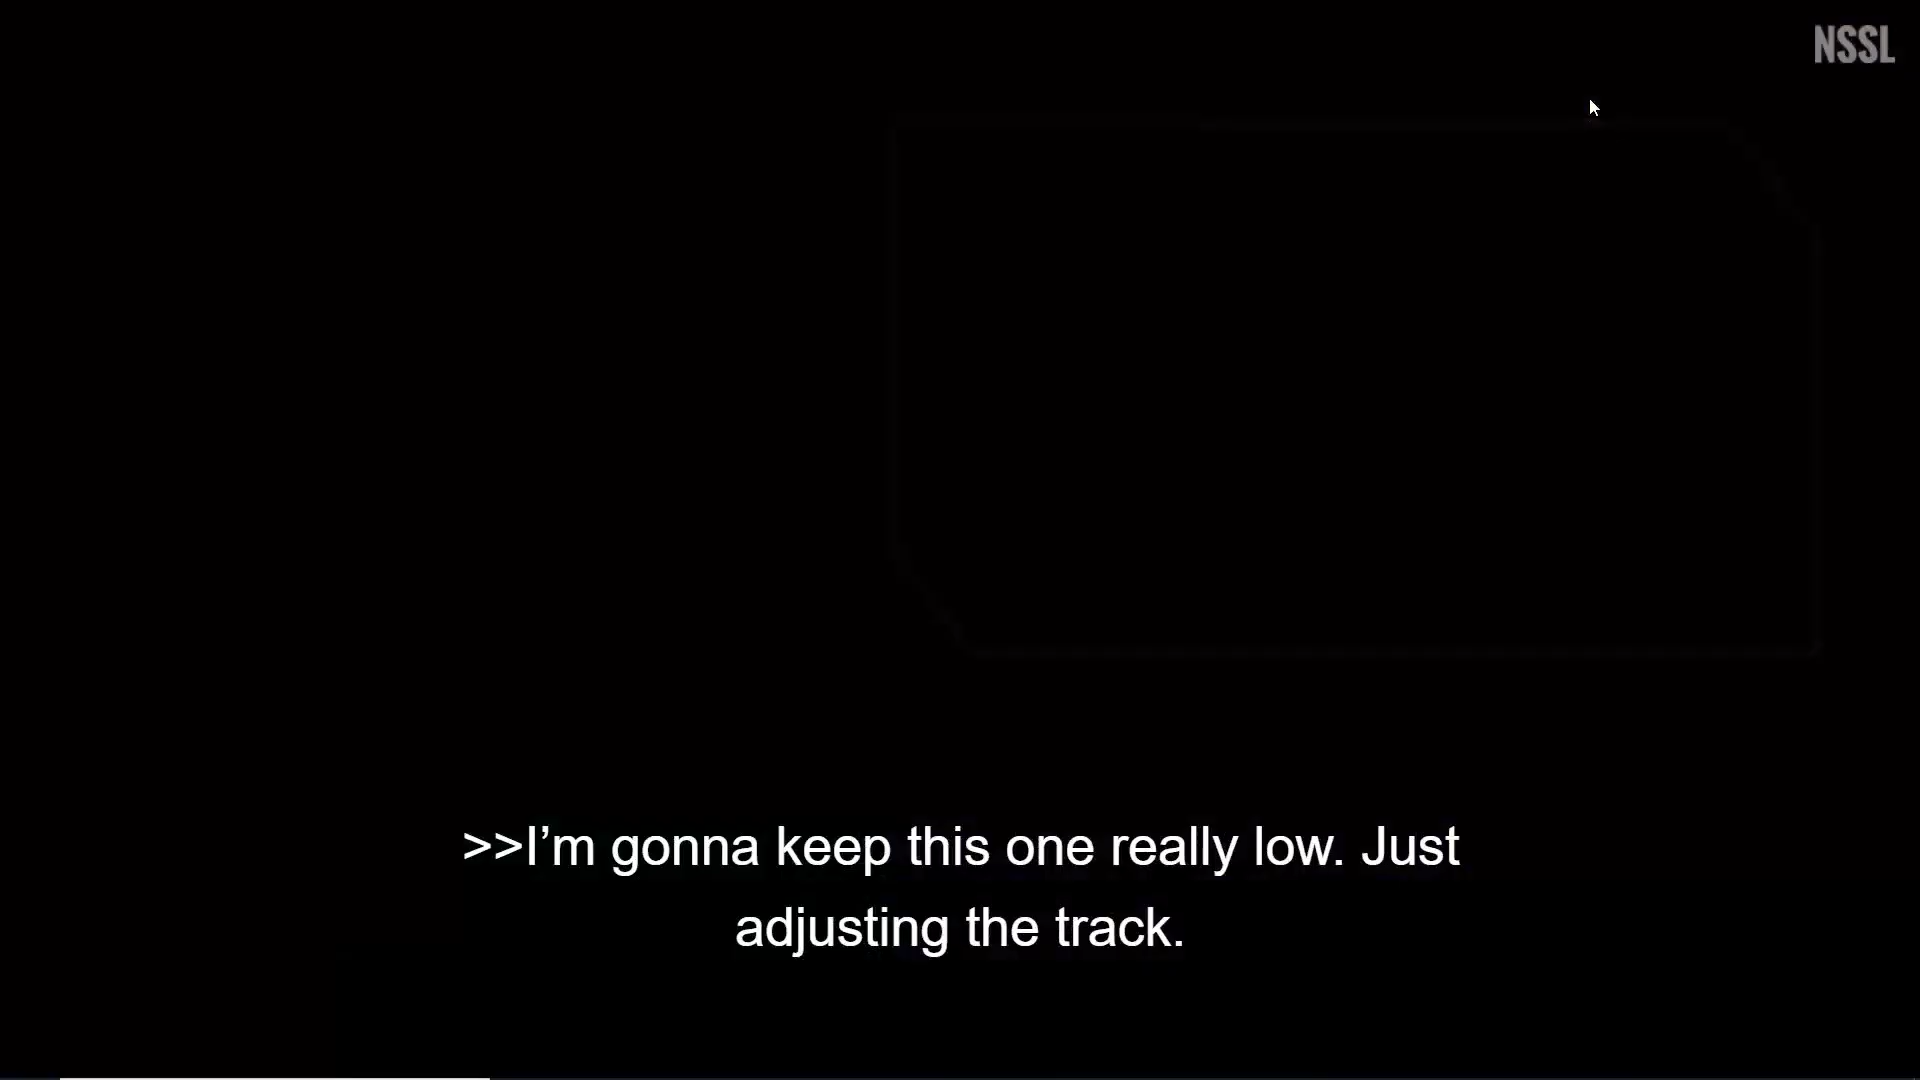 NSSL
>>I’m gonna keep this one really low. Just
adjusting the track.